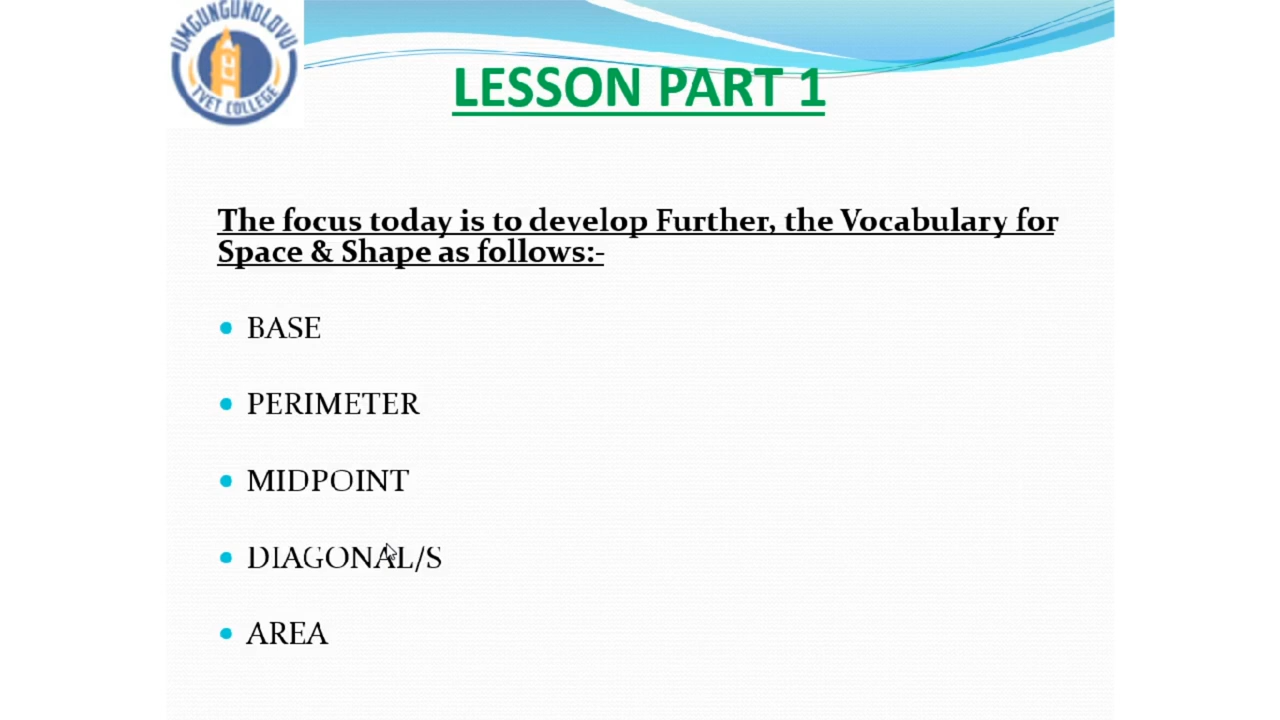 UMGUNGUNDLOVU
TVET COLLEGE
LESSON PART 1
The focus today is to develop Further, the Vocabulary for
Space & Shape as follows:-
• BASE
• PERIMETER
• MIDPOINT
• DIAGONAL/S
• AREA